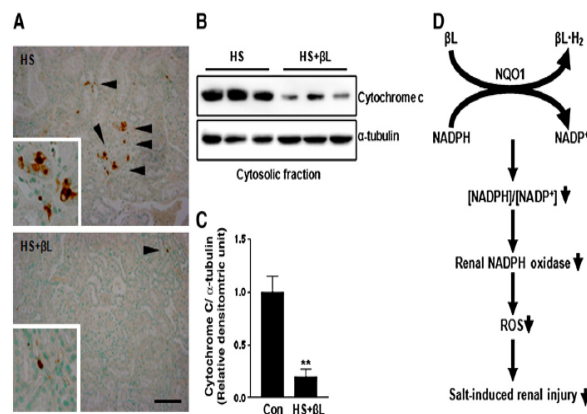 A
HS
HS+βL
B
HS HS+βL
Cytochrome c
α-tubulin
Cytosolic fraction
C
Cytochrome C/ α-tubulin
(Relative densitomtric unit)
1.5
1.0
0.5
0.0
**
Con HS+βL
D
βL βL·H₂
NQO1
NADPH NADP⁺
[NADPH]/[NADP⁺]
Renal NADPH oxidase
ROS
Salt-induced renal injury